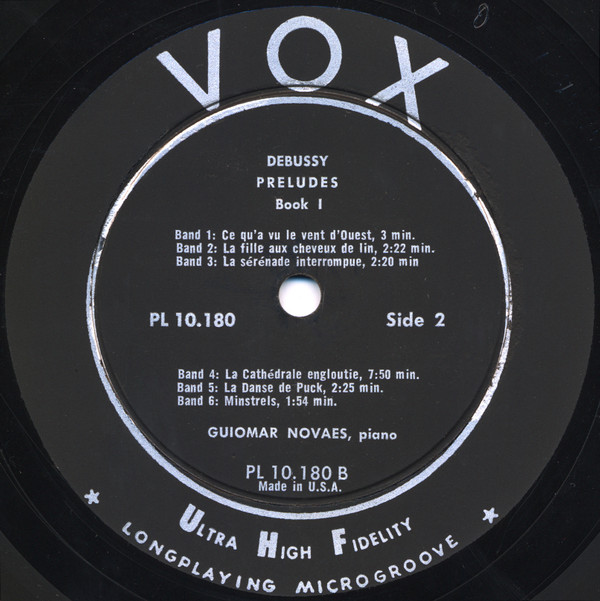 VOX
DEBUSSY
PRELUDES
Book I
Band 1: Ce qu'a vu le vent d'Ouest, 3 min.
Band 2: La fille aux cheveux de lin, 2:22 min.
Band 3: La sérénade interrompue, 2:20 min
PL 10.180 Side 2
Band 4: La Cathédrale engloutie, 7:50 min.
Band 5: La Danse de Puck, 2:25 min.
Band 6: Minstrels, 1:54 min.
GUIOMAR NOVAES, piano
PL 10.180 B
Made in U.S.A.
ULTRA HIGH FIDELITY
LONGPLAYING MICROGROOVE